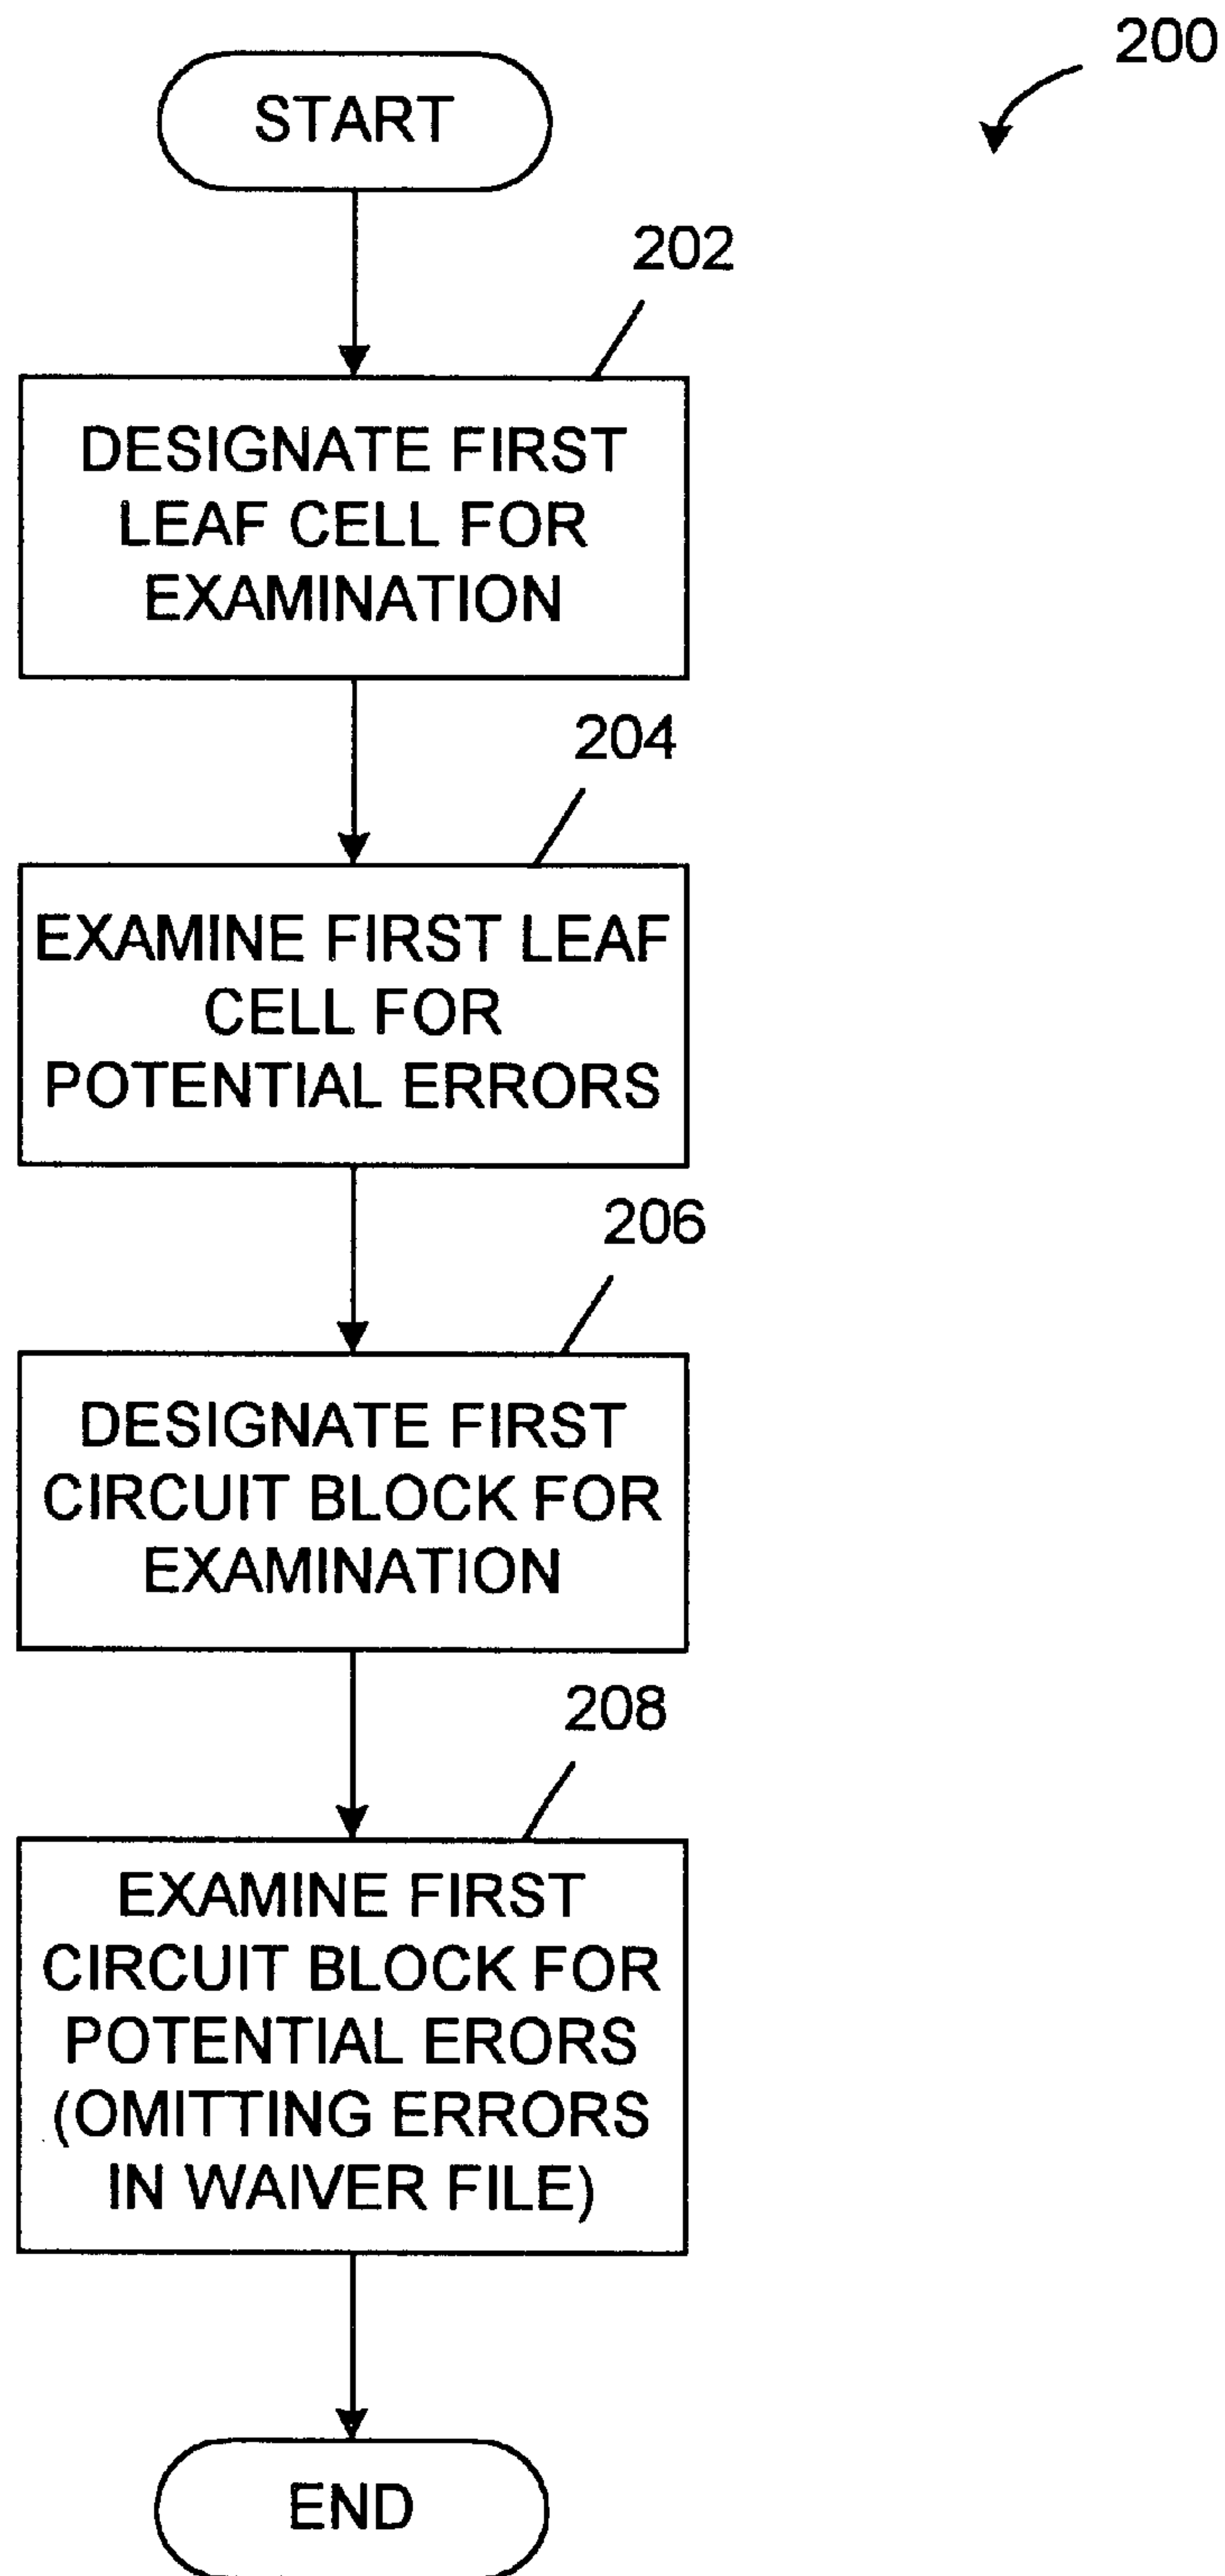 200
START
202
DESIGNATE FIRST
LEAF CELL FOR
EXAMINATION
204
EXAMINE FIRST LEAF
CELL FOR
POTENTIAL ERRORS
206
DESIGNATE FIRST
CIRCUIT BLOCK FOR
EXAMINATION
208
EXAMINE FIRST
CIRCUIT BLOCK FOR
POTENTIAL ERORS
(OMITTING ERRORS
IN WAIVER FILE)
END